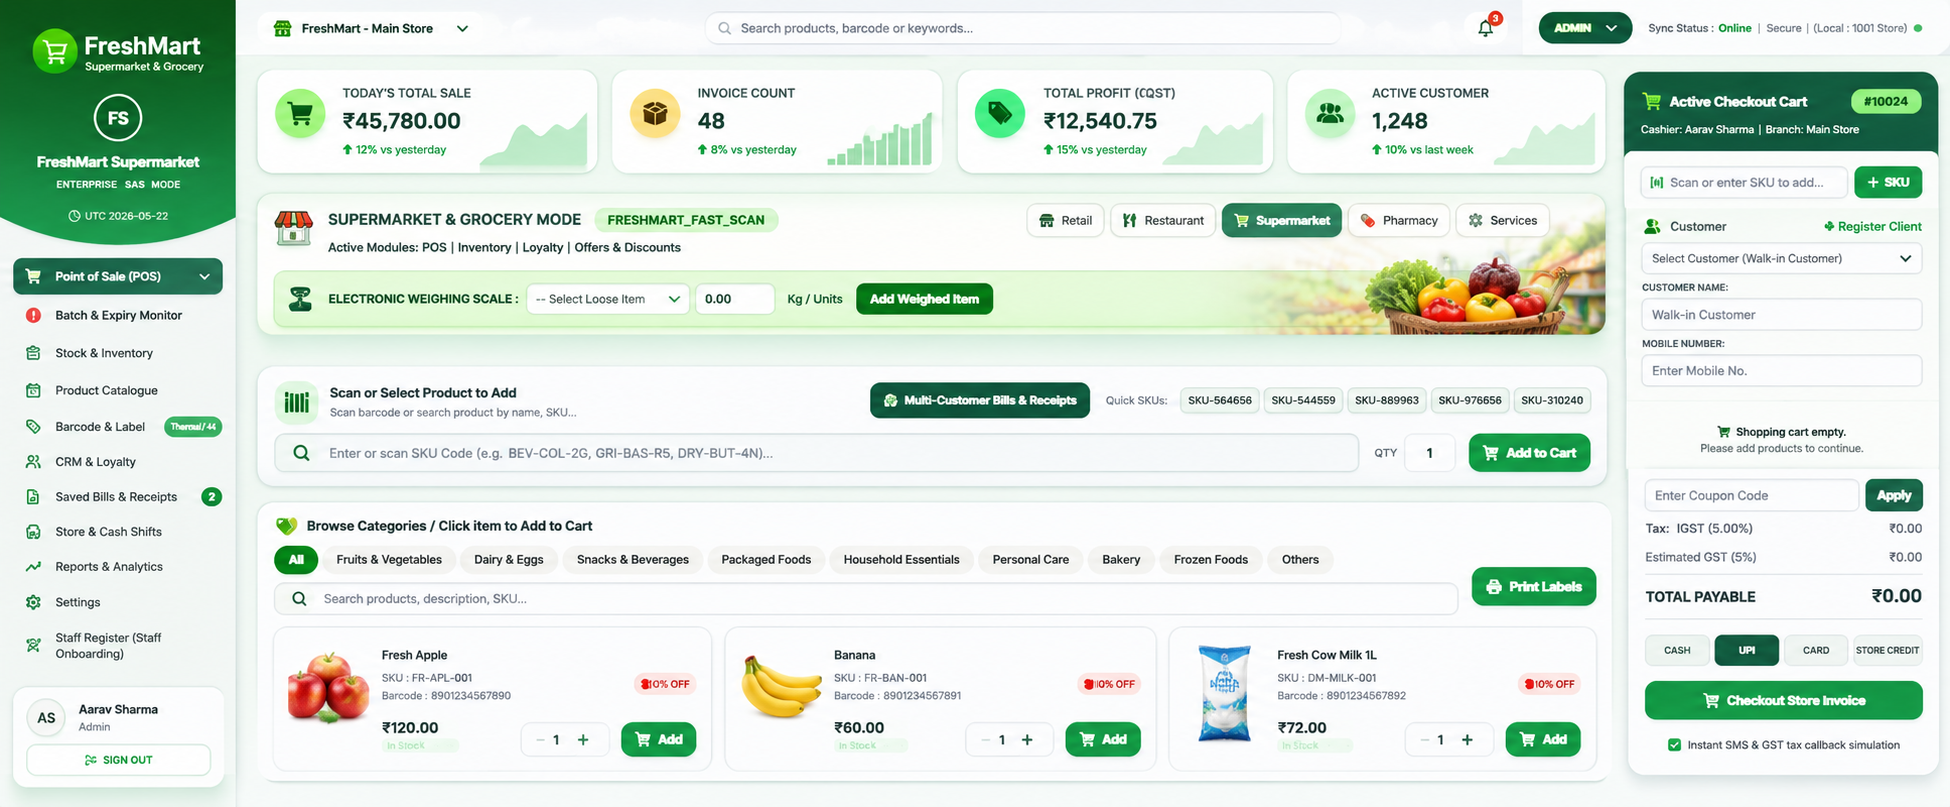 FreshMart
Supermarket & Grocery
FS
FreshMart Supermarket
ENTERPRISE SAS MODE
UTC 2026-05-22
Point of Sale (POS)
Batch & Expiry Monitor
Stock & Inventory
Product Catalogue
Barcode & Label
CRM & Loyalty
Saved Bills & Receipts 2
Store & Cash Shifts
Reports & Analytics
Settings
Staff Register (Staff
Onboarding)
AS
Aarav Sharma
Admin
SIGN OUT
FreshMart - Main Store
Search products, barcode or keywords...
3
ADMIN
Sync Status : Online | Secure | (Local : 1001 Store)
TODAY'S TOTAL SALE
₹45,780.00
12% vs yesterday
INVOICE COUNT
48
8% vs yesterday
TOTAL PROFIT (CQST)
₹12,540.75
15% vs yesterday
ACTIVE CUSTOMER
1,248
10% vs last week
SUPERMARKET & GROCERY MODE FRESHMART_FAST_SCAN
Active Modules: POS | Inventory | Loyalty | Offers & Discounts
Retail
Restaurant
Supermarket
Pharmacy
Services
ELECTRONIC WEIGHING SCALE : -- Select Loose Item 0.00 Kg / Units Add Weighed Item
Scan or Select Product to Add
Scan barcode or search product by name, SKU...
Multi-Customer Bills & Receipts
Quick SKUs: SKU-564656 SKU-544559 SKU-889963 SKU-976656 SKU-310240
Enter or scan SKU Code (e.g. BEV-COL-2G, GRI-BAS-R5, DRY-BUT-4N)...
QTY 1 Add to Cart
Browse Categories / Click item to Add to Cart
All Fruits & Vegetables Dairy & Eggs Snacks & Beverages Packaged Foods Household Essentials Personal Care Bakery Frozen Foods Others
Search products, description, SKU...
Print Labels
Fresh Apple
SKU : FR-APL-001
Barcode : 8901234567890
10% OFF
₹120.00
In Stock
− 1 + Add
Banana
SKU : FR-BAN-001
Barcode : 8901234567891
OFF
₹60.00
In Stock
− 1 + Add
Fresh Cow Milk 1L
SKU : DM-MILK-001
Barcode : 8901234567892
10% OFF
₹72.00
In Stock
− 1 + Add
Active Checkout Cart #10024
Cashier: Aarav Sharma | Branch: Main Store
Scan or enter SKU to add...
+ SKU
Customer
Register Client
Select Customer (Walk-in Customer)
CUSTOMER NAME:
Walk-in Customer
MOBILE NUMBER:
Enter Mobile No.
Shopping cart empty.
Please add products to continue.
Enter Coupon Code Apply
Tax: IGST (5.00%) ₹0.00
Estimated GST (5%) ₹0.00
TOTAL PAYABLE ₹0.00
CASH UPI CARD STORE CREDIT
Checkout Store Invoice
Instant SMS & GST tax callback simulation